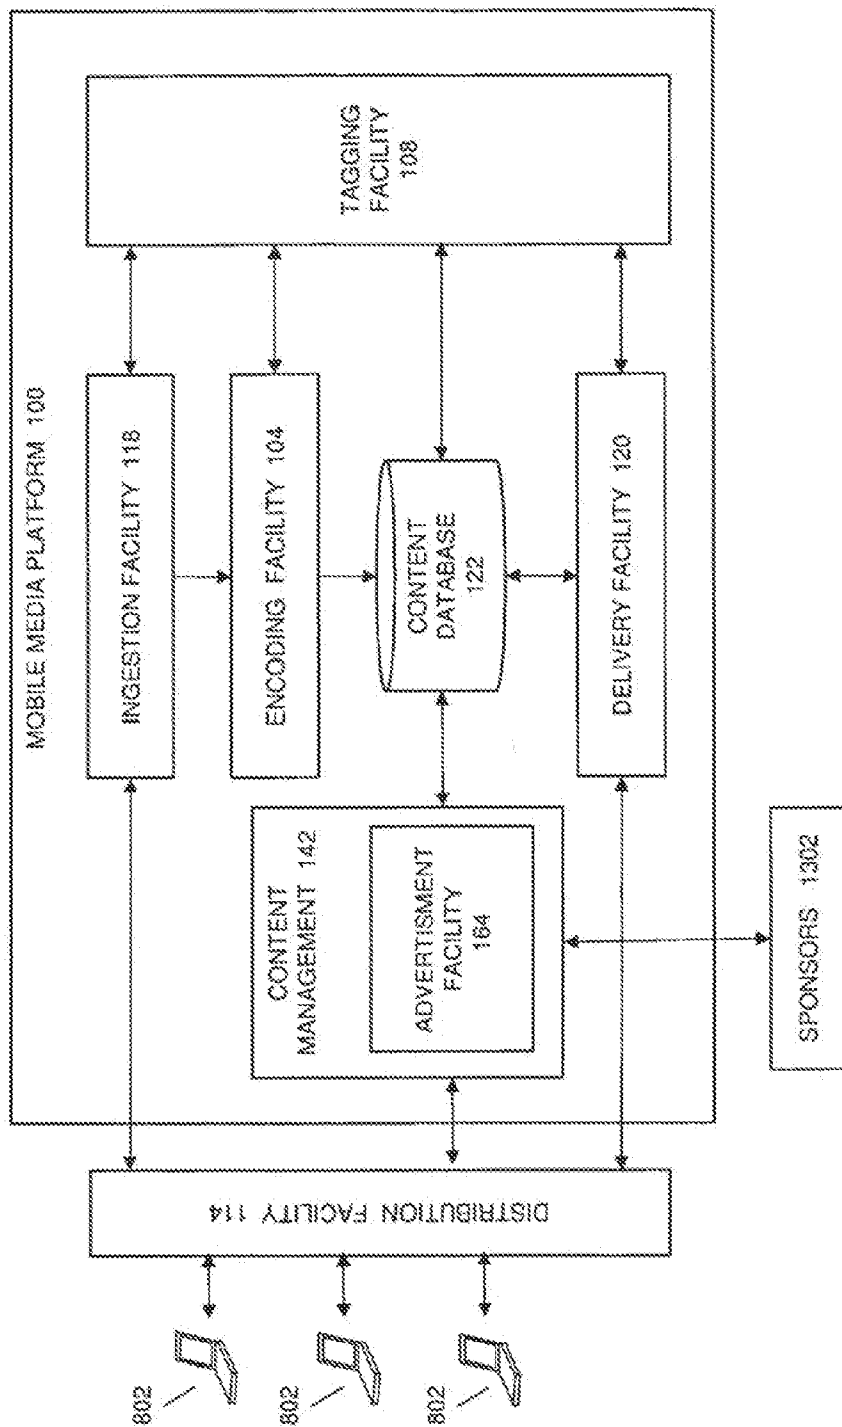 MOBILE MEDIA PLATFORM 100
INGESTION FACILITY 118
ENCODING FACILITY 104
CONTENT
DATABASE
122
DELIVERY FACILITY 120
TAGGING
FACILITY
108
CONTENT
MANAGEMENT 142
ADVERTISMENT
FACILITY
164
SPONSORS 1302
DISTRIBUTION FACILITY 114
802
802
802